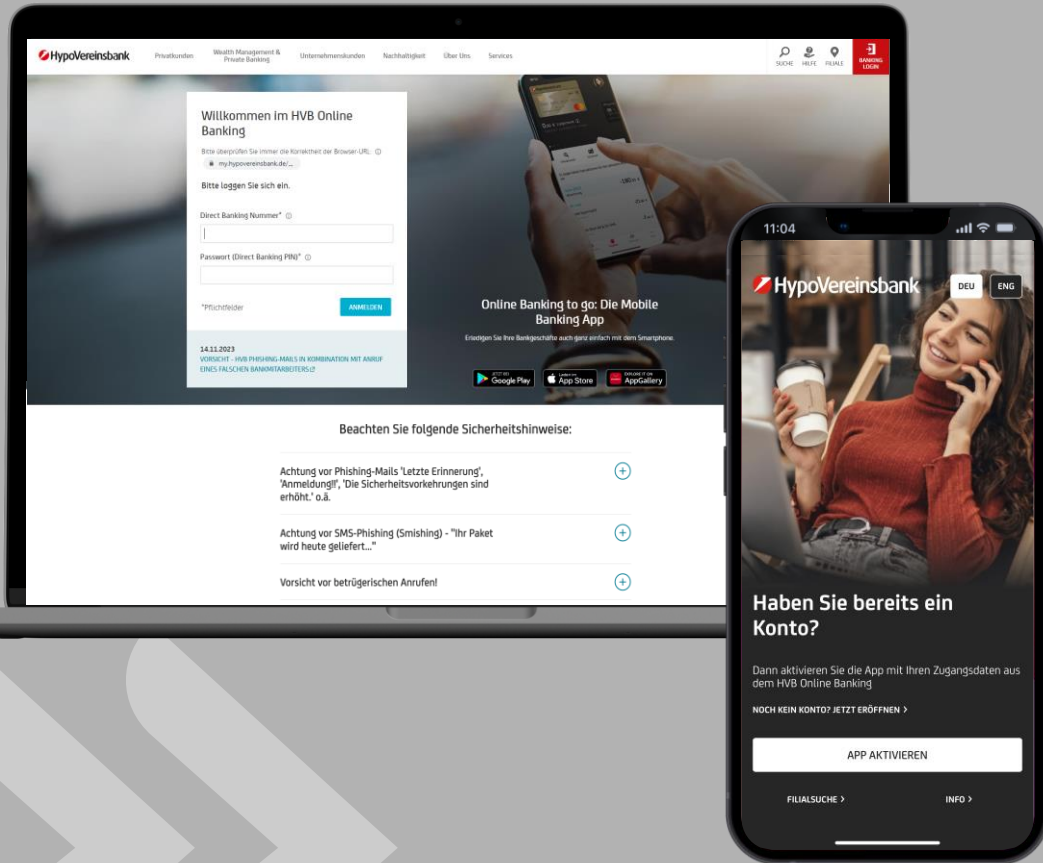 HypoVereinsbank
Privatkunden
Wealth Management &
Private Banking
Unternehmenskunden
Nachhaltigkeit
Über Uns
Services
SUCHE
HILFE
FILIALE
BANKING
LOGIN
Willkommen im HVB Online
Banking
Bitte überprüfen Sie immer die Korrektheit der Browser-URL:
my.hypovereinsbank.de/...
Bitte loggen Sie sich ein.
Direct Banking Nummer*
Passwort (Direct Banking PIN)*
*Pflichtfelder
ANMELDEN
14.11.2023
VORSICHT - HVB PHISHING-MAILS IN KOMBINATION MIT ANRUF
EINES FALSCHEN BANKMITARBEITERS
Online Banking to go: Die Mobile
Banking App
Erledigen Sie Ihre Bankgeschäfte auch ganz einfach mit dem Smartphone.
JETZT BEI
Google Play
App Store
EXPLORE IT ON
AppGallery
Beachten Sie folgende Sicherheitshinweise:
Achtung vor Phishing-Mails 'Letzte Erinnerung',
'Anmeldung!!', 'Die Sicherheitsvorkehrungen sind
erhöht.' o.ä.
Achtung vor SMS-Phishing (Smishing) - "Ihr Paket
wird heute geliefert..."
Vorsicht vor betrügerischen Anrufen!
11:04
HypoVereinsbank
DEU
ENG
Haben Sie bereits ein
Konto?
Dann aktivieren Sie die App mit Ihren Zugangsdaten aus
dem HVB Online Banking
NOCH KEIN KONTO? JETZT ERÖFFNEN >
APP AKTIVIEREN
FILIALSUCHE >
INFO >